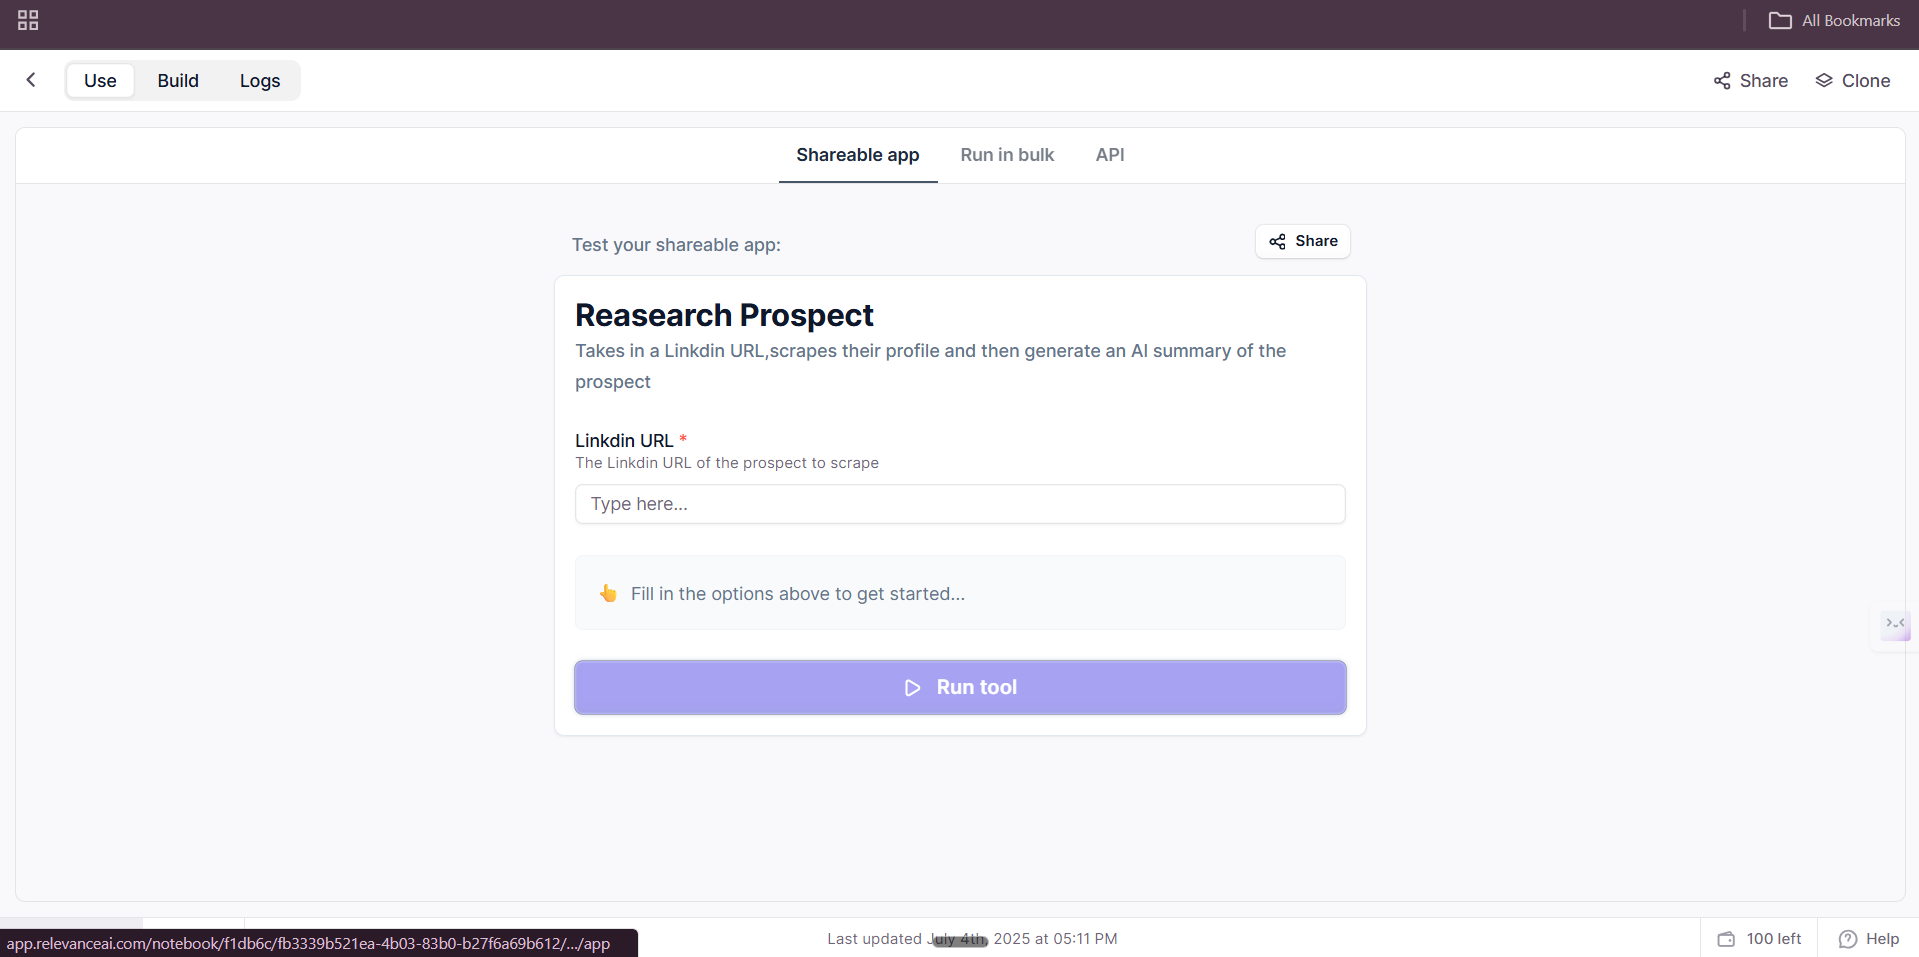 All Bookmarks
Use Build Logs
Share Clone
Shareable app Run in bulk API
Test your shareable app:
Share
Reasearch Prospect
Takes in a Linkdin URL,scrapes their profile and then generate an AI summary of the
prospect
Linkdin URL *
The Linkdin URL of the prospect to scrape
Type here...
Fill in the options above to get started...
Run tool
app.relevanceai.com/notebook/f1db6c/fb3339b521ea-4b03-83b0-b27f6a69b612/.../app
Last updated July 4th, 2025 at 05:11 PM
100 left
Help